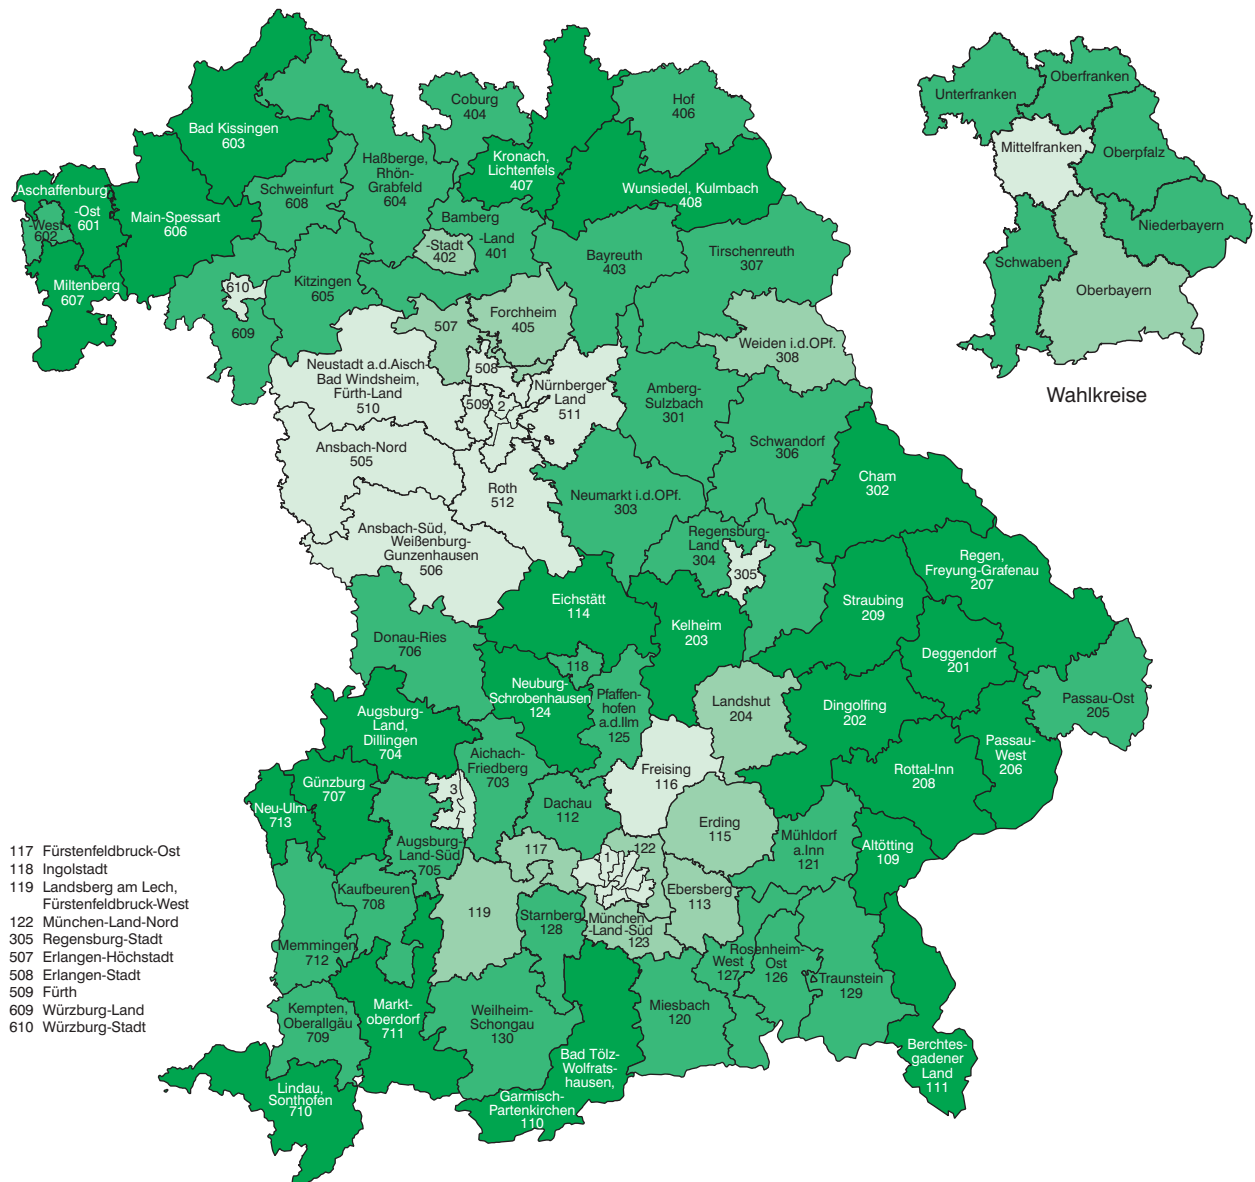 Bad Kissingen
603
Coburg
404
Hof
406
Haßberge,
Rhön-
Grabfeld
604
Kronach,
Lichtenfels
407
Wunsiedel, Kulmbach
408
Aschaffenburg
-Ost
601
-West
602
Main-Spessart
606
Schweinfurt
608
Bamberg
-Land
401
-Stadt
402
Bayreuth
403
Tirschenreuth
307
Miltenberg
607
610
609
Kitzingen
605
507
Forchheim
405
Weiden i.d.OPf.
308
Neustadt a.d.Aisch-
Bad Windsheim,
Fürth-Land
510
508
509
2
Nürnberger
Land
511
Amberg-
Sulzbach
301
Schwandorf
306
Ansbach-Nord
505
Roth
512
Neumarkt i.d.OPf.
303
Cham
302
Ansbach-Süd,
Weißenburg-
Gunzenhausen
506
Regensburg-
Land
304
305
Regen,
Freyung-Grafenau
207
Eichstätt
114
Kelheim
203
Straubing
209
Donau-Ries
706
118
Deggendorf
201
Neuburg-
Schrobenhausen
124
Pfaffen-
hofen
a.d.Ilm
125
Landshut
204
Dingolfing
202
Passau-Ost
205
Augsburg-
Land,
Dillingen
704
Aichach-
Friedberg
703
Freising
116
Passau-
West
206
Rottal-Inn
208
Günzburg
707
Neu-Ulm
713
3
Dachau
112
Erding
115
Mühldorf
a.Inn
121
Altötting
109
Augsburg-
Land-Süd
705
117
1
122
Ebersberg
113
Kaufbeuren
708
119
Starnberg
128
München
-Land-Süd
123
Memmingen
712
Rosenheim-
West
127
Ost
126
Traunstein
129
Kempten,
Oberallgäu
709
Markt-
oberdorf
711
Weilheim-
Schongau
130
Miesbach
120
Bad Tölz-
Wolfrats-
hausen,
Garmisch-
Partenkirchen
110
Berchtes-
gadener
Land
111
Lindau,
Sonthofen
710
117 Fürstenfeldbruck-Ost
118 Ingolstadt
119 Landsberg am Lech,
Fürstenfeldbruck-West
122 München-Land-Nord
305 Regensburg-Stadt
507 Erlangen-Höchstadt
508 Erlangen-Stadt
509 Fürth
609 Würzburg-Land
610 Würzburg-Stadt
Unterfranken
Oberfranken
Mittelfranken
Oberpfalz
Niederbayern
Schwaben
Oberbayern
Wahlkreise